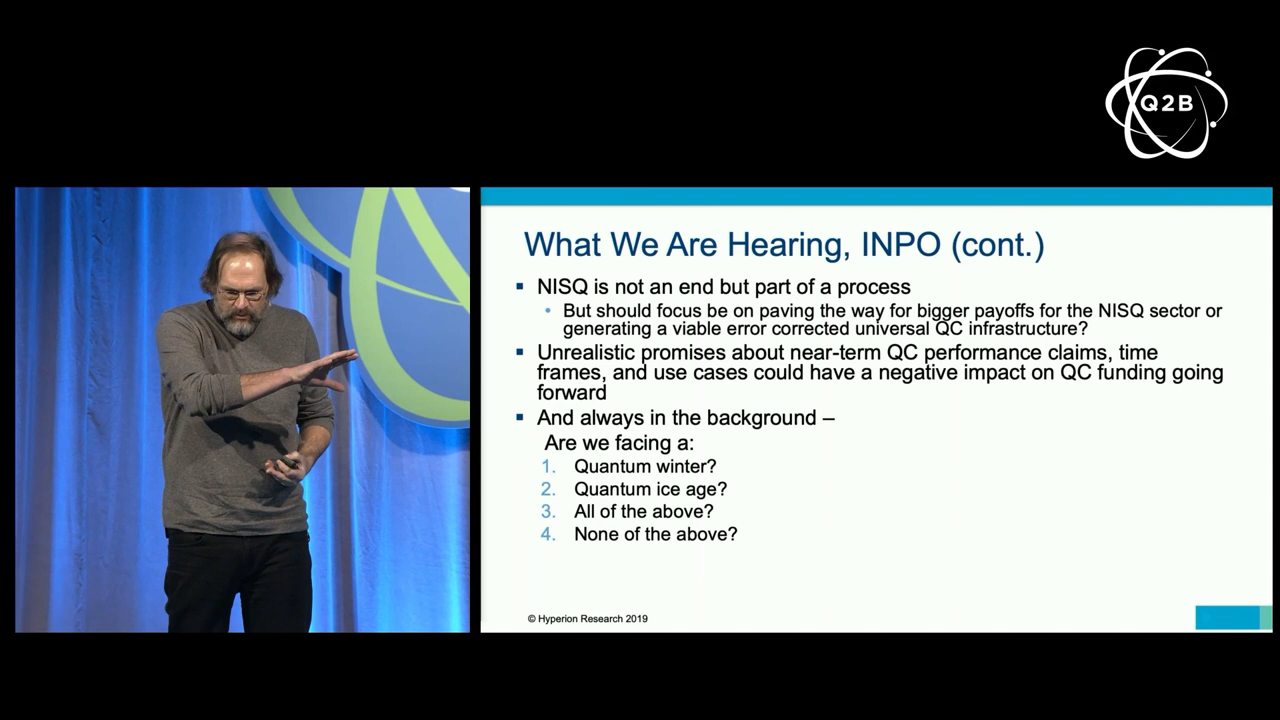 Q2B
What We Are Hearing, INPO (cont.)
▪ NISQ is not an end but part of a process
• But should focus be on paving the way for bigger payoffs for the NISQ sector or
generating a viable error corrected universal QC infrastructure?
▪ Unrealistic promises about near-term QC performance claims, time
frames, and use cases could have a negative impact on QC funding going
forward
▪ And always in the background –
Are we facing a:
1. Quantum winter?
2. Quantum ice age?
3. All of the above?
4. None of the above?
© Hyperion Research 2019